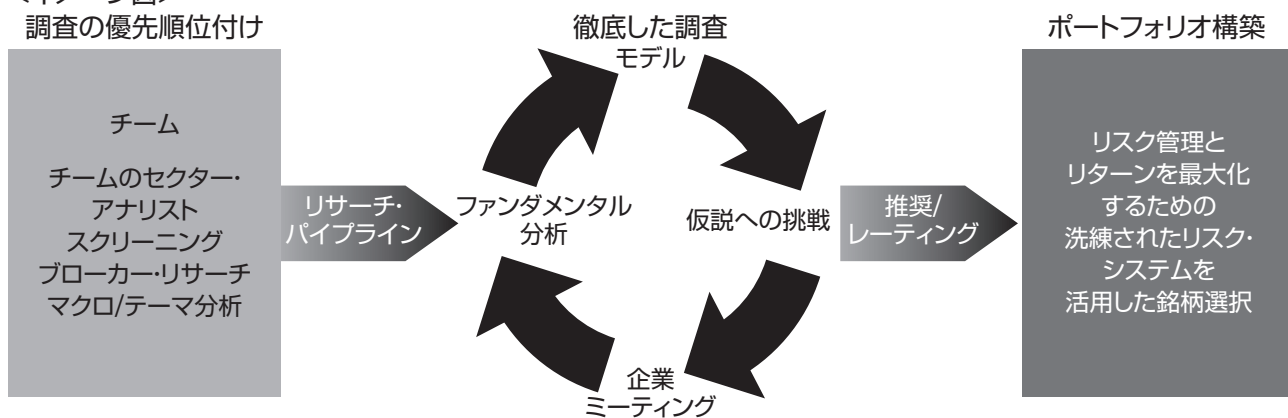 <イメージ図>
調査の優先順位付け
チーム
チームのセクター・
アナリスト
スクリーニング
ブローカー・リサーチ
マクロ/テーマ分析
リサーチ・
パイプライン
徹底した調査
モデル
ファンダメンタル
分析
仮説への挑戦
企業
ミーティング
推奨/
レーティング
ポートフォリオ構築
リスク管理と
リターンを最大化
するための
洗練されたリスク・
システムを
活用した銘柄選択